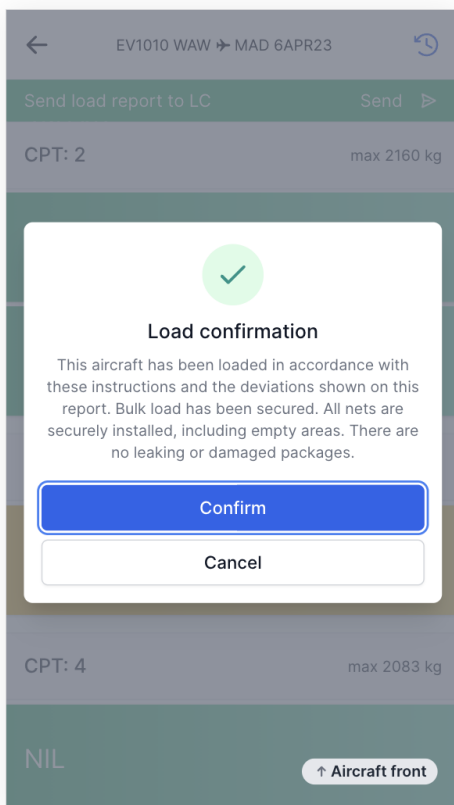 EV1010 WAW ✈ MAD 6APR23
Send load report to LC Send
CPT: 2 max 2160 kg
Load confirmation
This aircraft has been loaded in accordance with
these instructions and the deviations shown on this
report. Bulk load has been secured. All nets are
securely installed, including empty areas. There are
no leaking or damaged packages.
Confirm
Cancel
CPT: 4 max 2083 kg
NIL
↑ Aircraft front